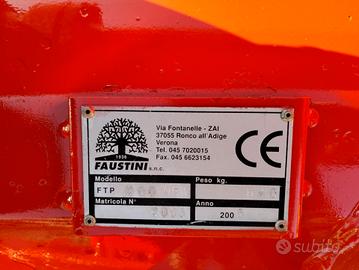 Via Fontanelle - ZAI
37055 Ronco all'Adige
Verona
Tel. 045 7020015
Fax. 045 6623154
CE
1936
FAUSTINI s.n.c.
Modello
Peso kg.
FTP
Matricola N°
Anno
200
subito